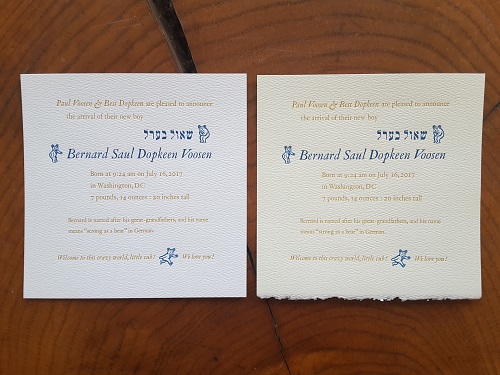 Paul Voosen & Best Dopkeen are pleased to announce
the arrival of their new boy
שאול בערל
Bernard Saul Dopkeen Voosen
Born at 9:24 am on July 16, 2017
in Washington, DC
7 pounds, 14 ounces : 20 inches tall
Bernard is named after his great-grandfathers, and his name
means "strong as a bear" in German.
Welcome to this crazy world, little cub! We love you!
Paul Voosen & Best Dopkeen are pleased to announce
the arrival of their new boy
שאול בערל
Bernard Saul Dopkeen Voosen
Born at 9:24 am on July 16, 2017
in Washington, DC
7 pounds, 14 ounces : 20 inches tall
Bernard is named after his great-grandfathers, and his name
means "strong as a bear" in German.
Welcome to this crazy world, little cub! We love you!